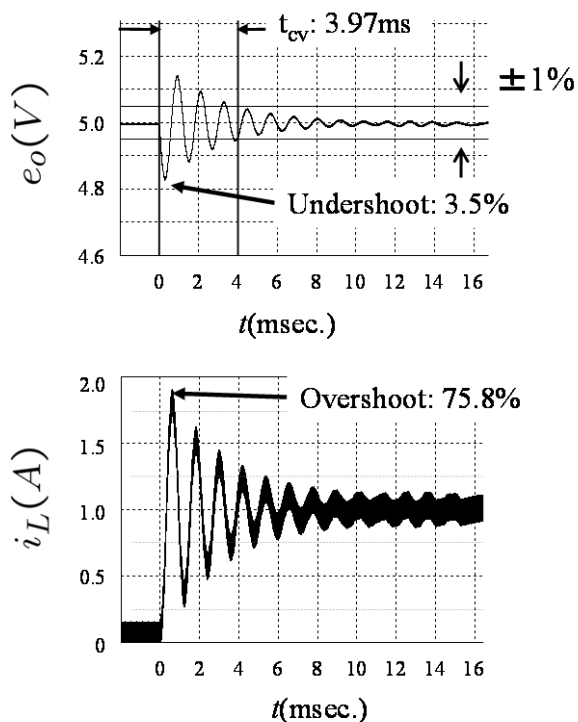 t_cv: 3.97ms
5.2
±1%
5.0
4.8
Undershoot: 3.5%
4.6
e_o(V)
0 2 4 6 8 10 12 14 16
t(msec.)
2.0
Overshoot: 75.8%
1.5
1.0
0.5
0
i_L(A)
0 2 4 6 8 10 12 14 16
t(msec.)